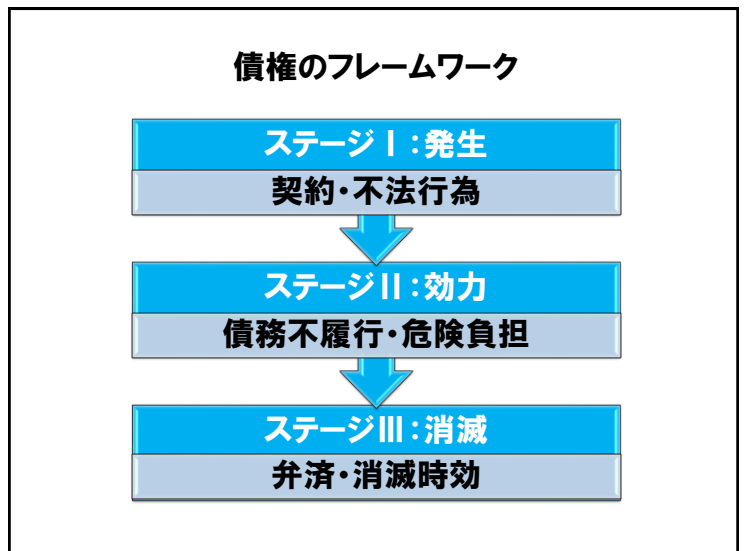 債権のフレームワーク
ステージⅠ:発生
契約・不法行為
ステージⅡ:効力
債務不履行・危険負担
ステージⅢ:消滅
弁済・消滅時効